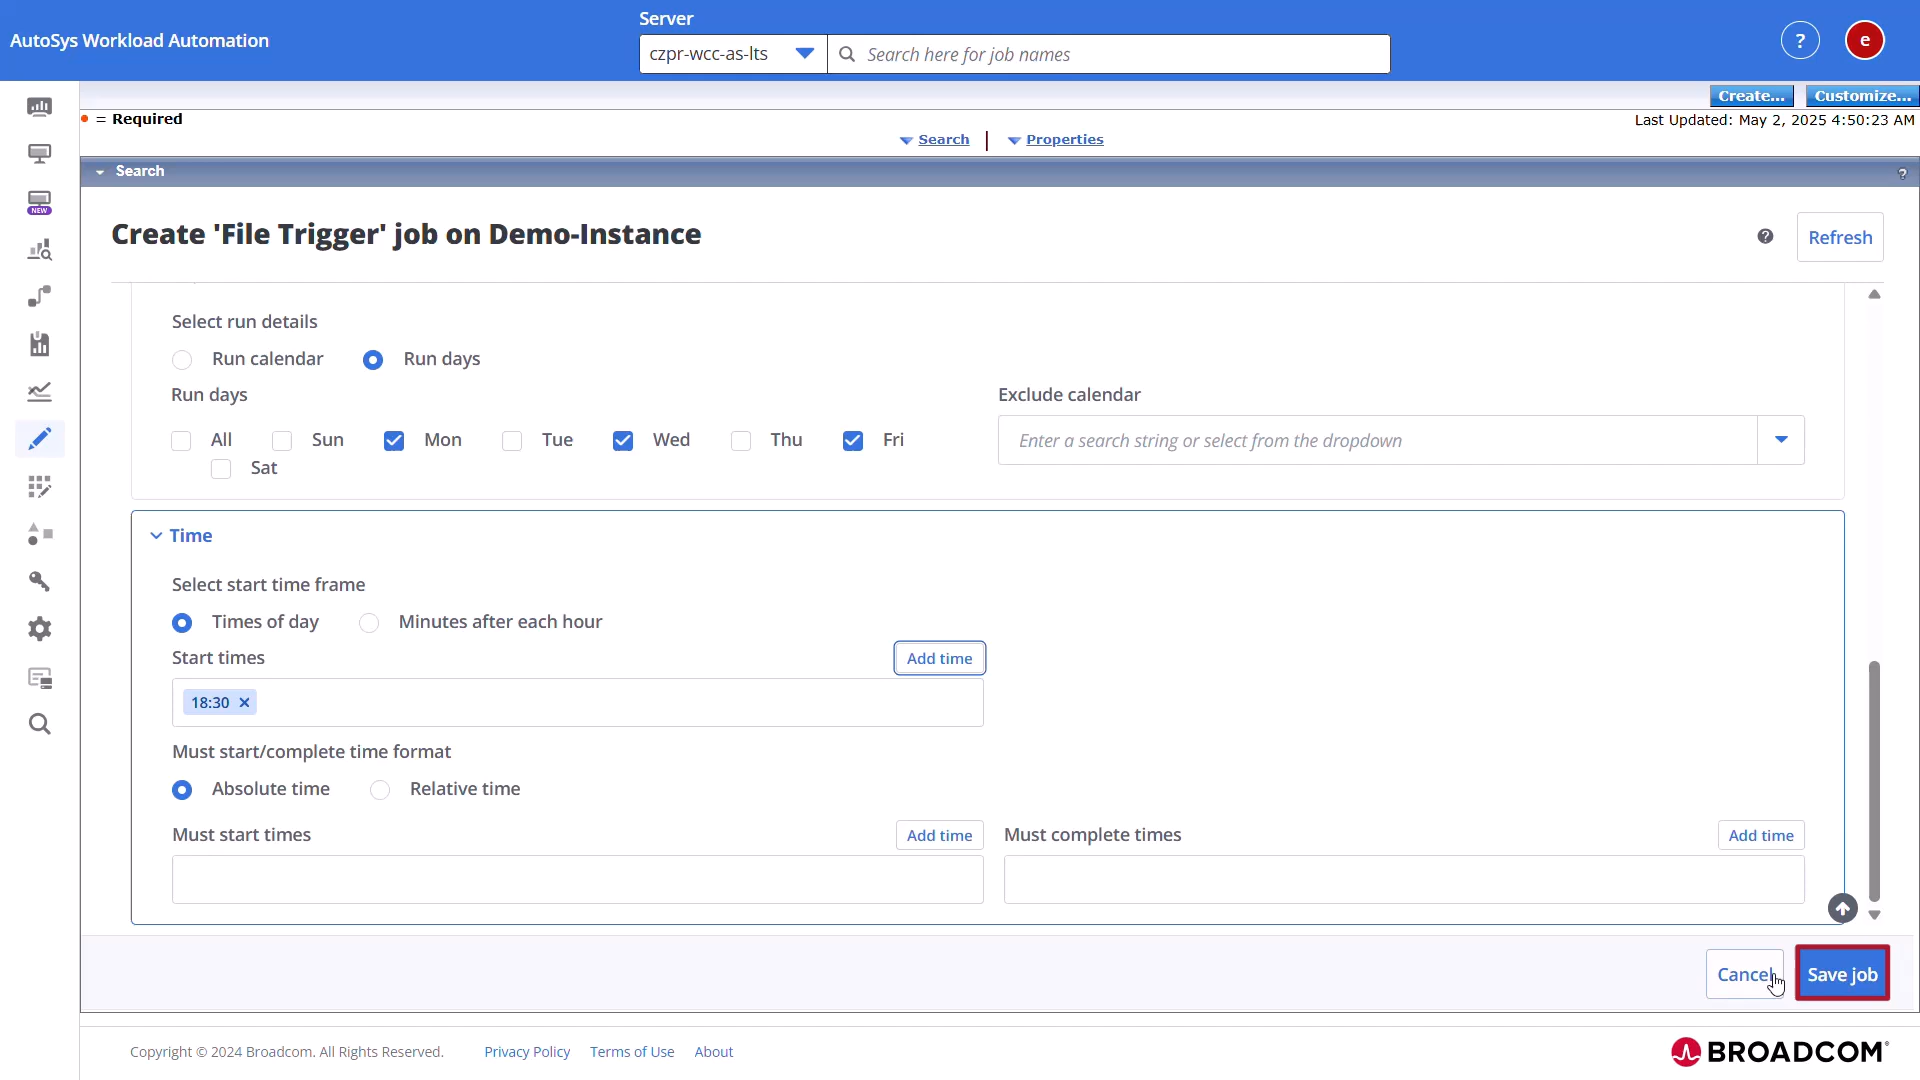 Server
AutoSys Workload Automation
czpr-wcc-as-lts
Search here for job names
?
e
Create...
Customize...
= Required
Last Updated: May 2, 2025 4:50:23 AM
Search
Properties
Search
?
NEW
Create 'File Trigger' job on Demo-Instance
?
Refresh
Select run details
Run calendar
Run days
Run days
Exclude calendar
All
Sun
Mon
Tue
Wed
Thu
Fri
Enter a search string or select from the dropdown
Sat
Time
Select start time frame
Times of day
Minutes after each hour
Start times
Add time
18:30
Must start/complete time format
Absolute time
Relative time
Must start times
Add time
Must complete times
Add time
Cancel
Save job
Copyright © 2024 Broadcom. All Rights Reserved.
Privacy Policy
Terms of Use
About
BROADCOM®